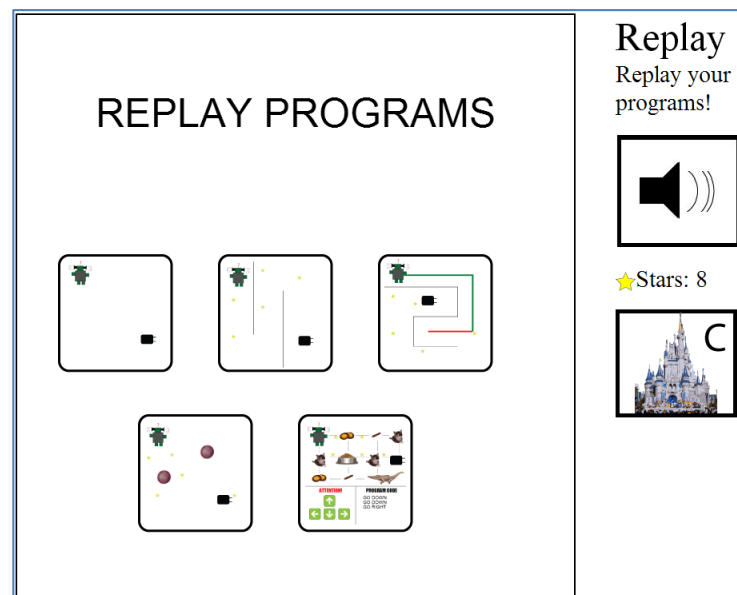 REPLAY PROGRAMS
Replay
Replay your
programs!
Stars: 8
C
ATTENTION!
PROGRAM CODE
GO DOWN
GO DOWN
GO RIGHT